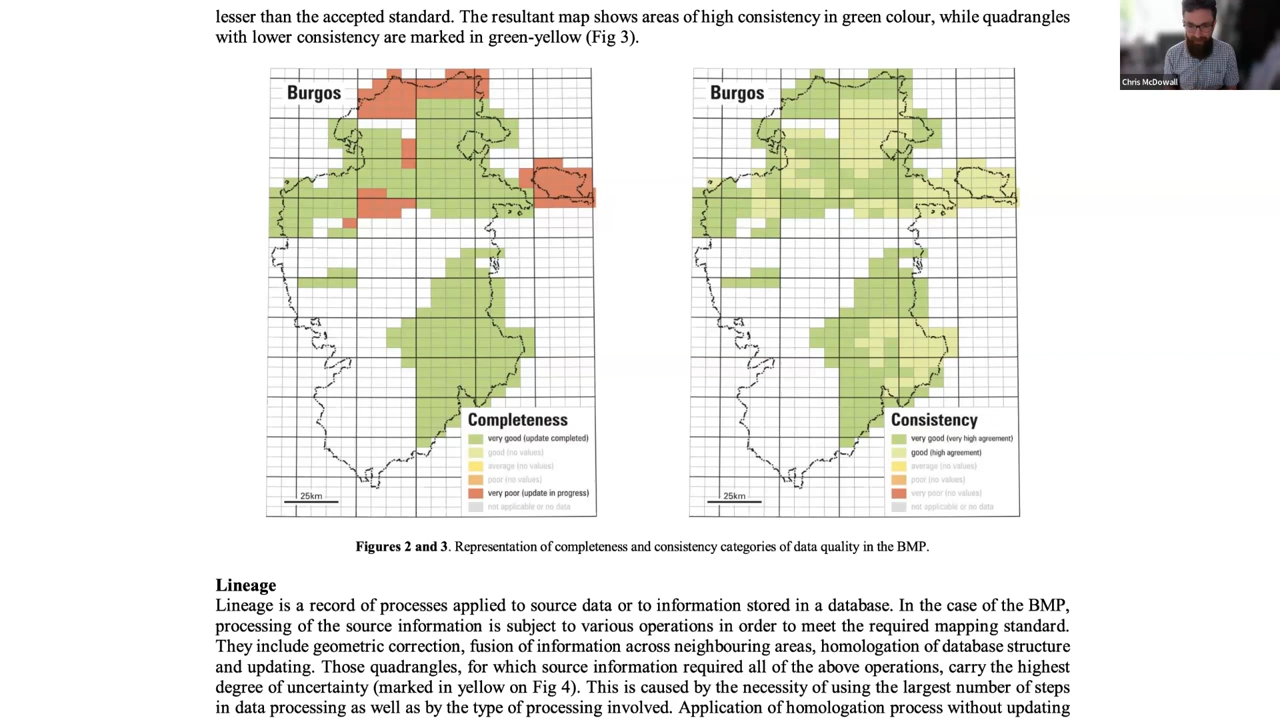 lesser than the accepted standard. The resultant map shows areas of high consistency in green colour, while quadrangles
with lower consistency are marked in green-yellow (Fig 3).
Chris McDowall
Burgos
Completeness
very good (update completed)
good (no values)
average (no values)
poor (no values)
very poor (update in progress)
not applicable or no data
25km
Burgos
Consistency
very good (very high agreement)
good (high agreement)
average (no values)
poor (no values)
very poor (no values)
not applicable or no data
25km
Figures 2 and 3. Representation of completeness and consistency categories of data quality in the BMP.
Lineage
Lineage is a record of processes applied to source data or to information stored in a database. In the case of the BMP,
processing of the source information is subject to various operations in order to meet the required mapping standard.
They include geometric correction, fusion of information across neighbouring areas, homologation of database structure
and updating. Those quadrangles, for which source information required all of the above operations, carry the highest
degree of uncertainty (marked in yellow on Fig 4). This is caused by the necessity of using the largest number of steps
in data processing as well as by the type of processing involved. Application of homologation process without updating